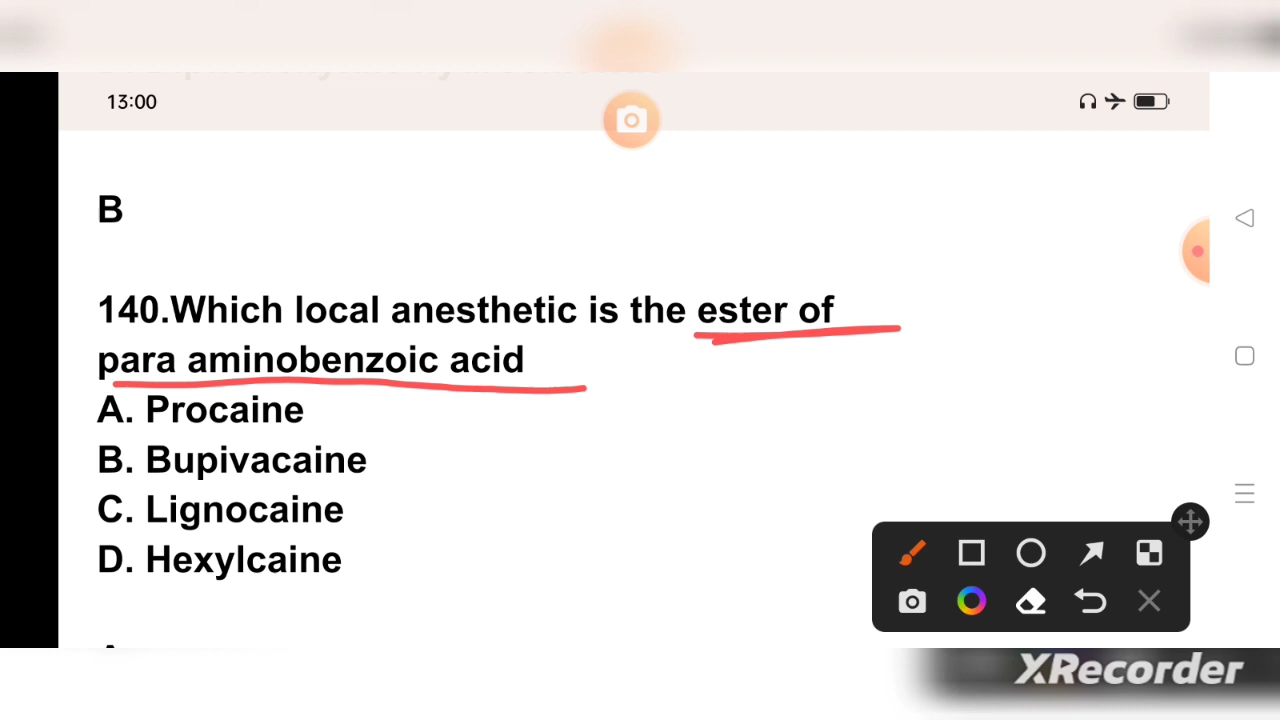 13:00
B
140.Which local anesthetic is the ester of
para aminobenzoic acid
A. Procaine
B. Bupivacaine
C. Lignocaine
D. Hexylcaine
XRecorder